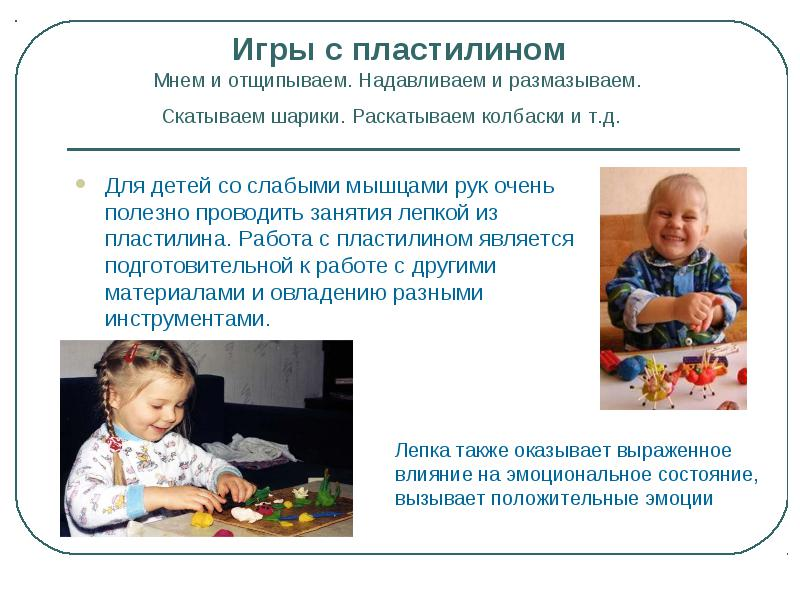 Игры с пластилином
Мнем и отщипываем. Надавливаем и размазываем.
Скатываем шарики. Раскатываем колбаски и т.д.
Для детей со слабыми мышцами рук очень
полезно проводить занятия лепкой из
пластилина. Работа с пластилином является
подготовительной к работе с другими
материалами и овладению разными
инструментами.
Лепка также оказывает выраженное
влияние на эмоциональное состояние,
вызывает положительные эмоции